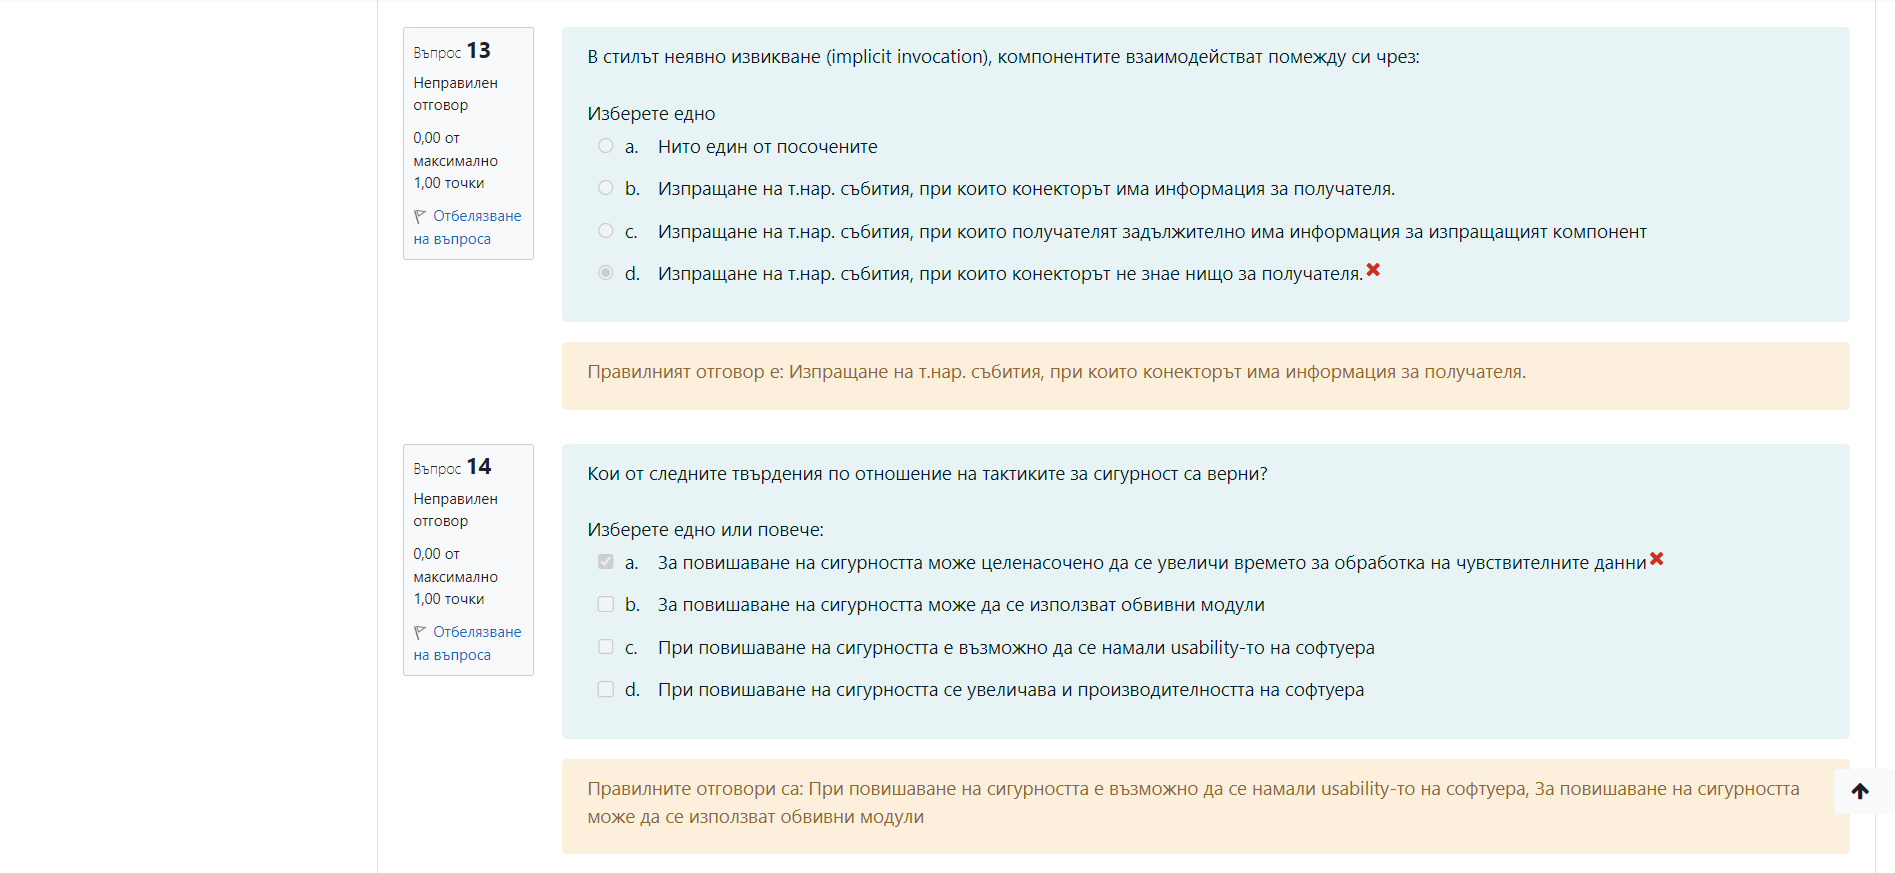 Въпрос 13
Неправилен
отговор
0,00 от
максимално
1,00 точки
Отбелязване
на въпроса
В стилът неявно извикване (implicit invocation), компонентите взаимодействат помежду си чрез:
Изберете едно
a. Нито един от посочените
b. Изпращане на т.нар. събития, при които конекторът има информация за получателя.
c. Изпращане на т.нар. събития, при които получателят задължително има информация за изпращащият компонент
d. Изпращане на т.нар. събития, при които конекторът не знае нищо за получателя.
Правилният отговор е: Изпращане на т.нар. събития, при които конекторът има информация за получателя.
Въпрос 14
Неправилен
отговор
0,00 от
максимално
1,00 точки
Отбелязване
на въпроса
Кои от следните твърдения по отношение на тактиките за сигурност са верни?
Изберете едно или повече:
a. За повишаване на сигурността може целенасочено да се увеличи времето за обработка на чувствителните данни
b. За повишаване на сигурността може да се използват обвивни модули
c. При повишаване на сигурността е възможно да се намали usability-то на софтуера
d. При повишаване на сигурността се увеличава и производителността на софтуера
Правилните отговори са: При повишаване на сигурността е възможно да се намали usability-то на софтуера, За повишаване на сигурността
може да се използват обвивни модули